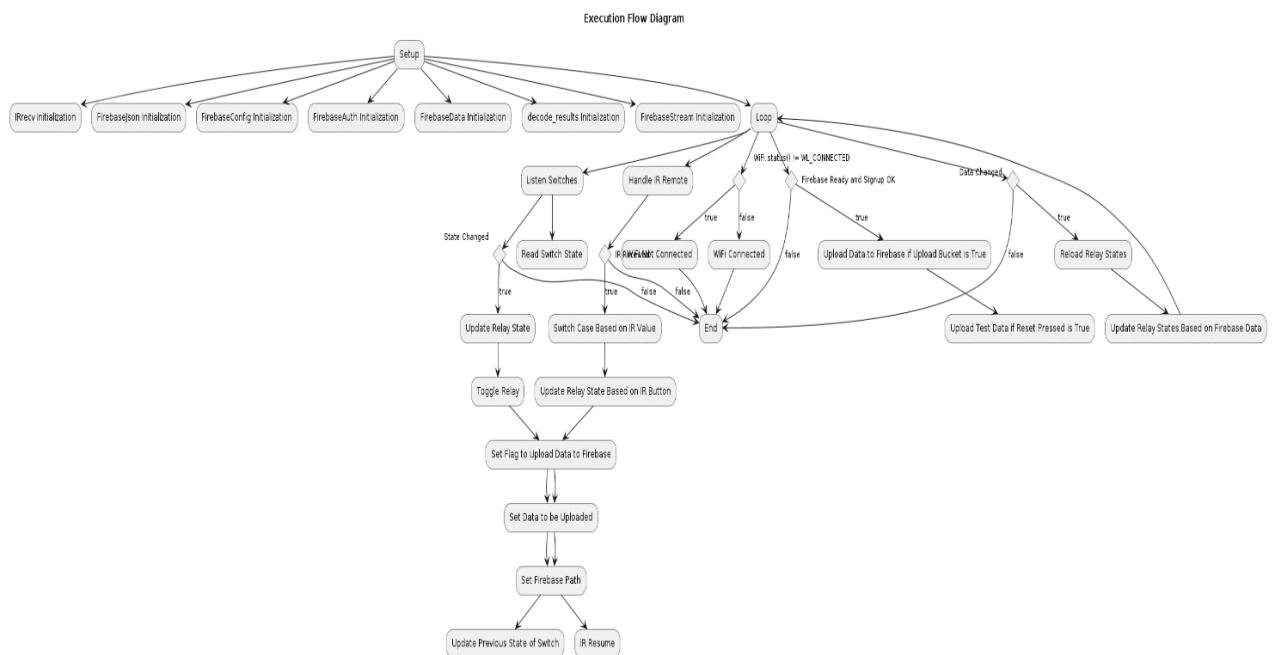 Execution Flow Diagram
Setup
IRrecv Initialization
FirebaseJson Initialization
FirebaseConfig Initialization
FirebaseAuth Initialization
FirebaseData Initialization
decode_results Initialization
FirebaseStream Initialization
Loop
WiFi.status() != WL_CONNECTED
Listen Switches
Handle IR Remote
Firebase Ready and Signup OK
Data Changed
true
false
true
true
State Changed
Read Switch State
Not Connected
WiFi Connected
false
Upload Data to Firebase if Upload Bucket is True
false
Reload Relay States
true
true
false
false
Update Relay State
Switch Case Based on IR Value
End
Upload Test Data if Reset Pressed is True
Update Relay States Based on Firebase Data
Toggle Relay
Update Relay State Based on IR Button
Set Flag to Upload Data to Firebase
Set Data to be Uploaded
Set Firebase Path
Update Previous State of Switch
IR Resume